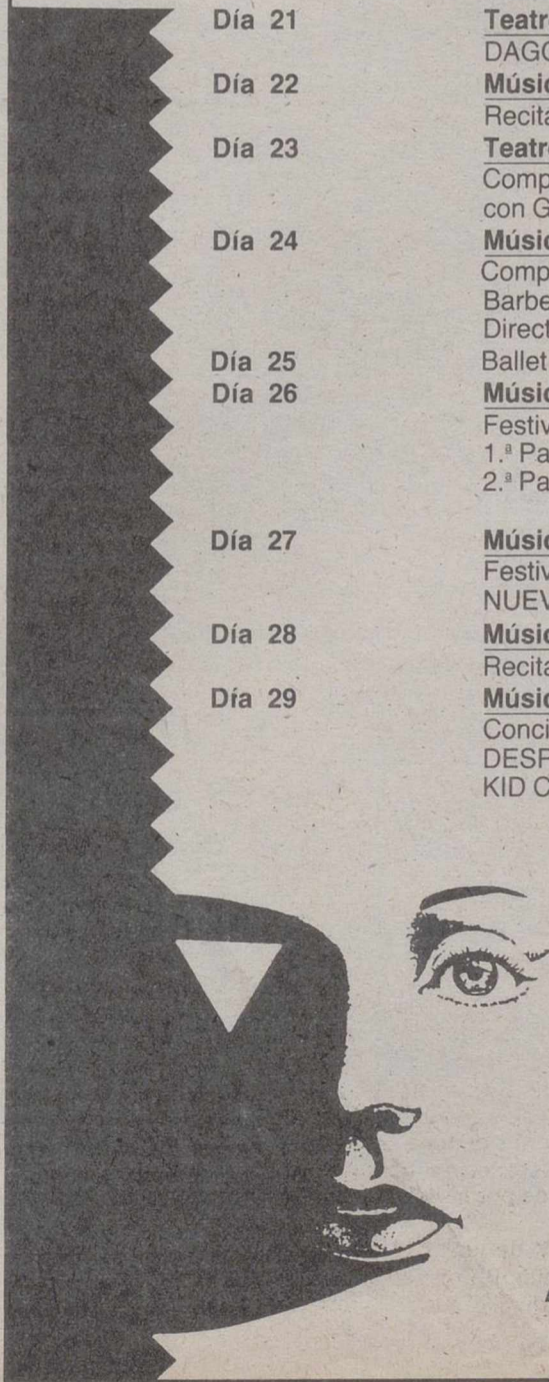 Día 21 Teatr
DAGO
Día 22 Músic
Recita
Día 23 Teatr
Comp
con G
Día 24 Músic
Comp
Barbe
Direct
Día 25 Ballet
Día 26 Músic
Festiv
1.ª Pa
2.ª Pa
Día 27 Músic
Festiv
NUEV
Día 28 Músic
Recita
Día 29 Músic
Conci
DESP
KID C